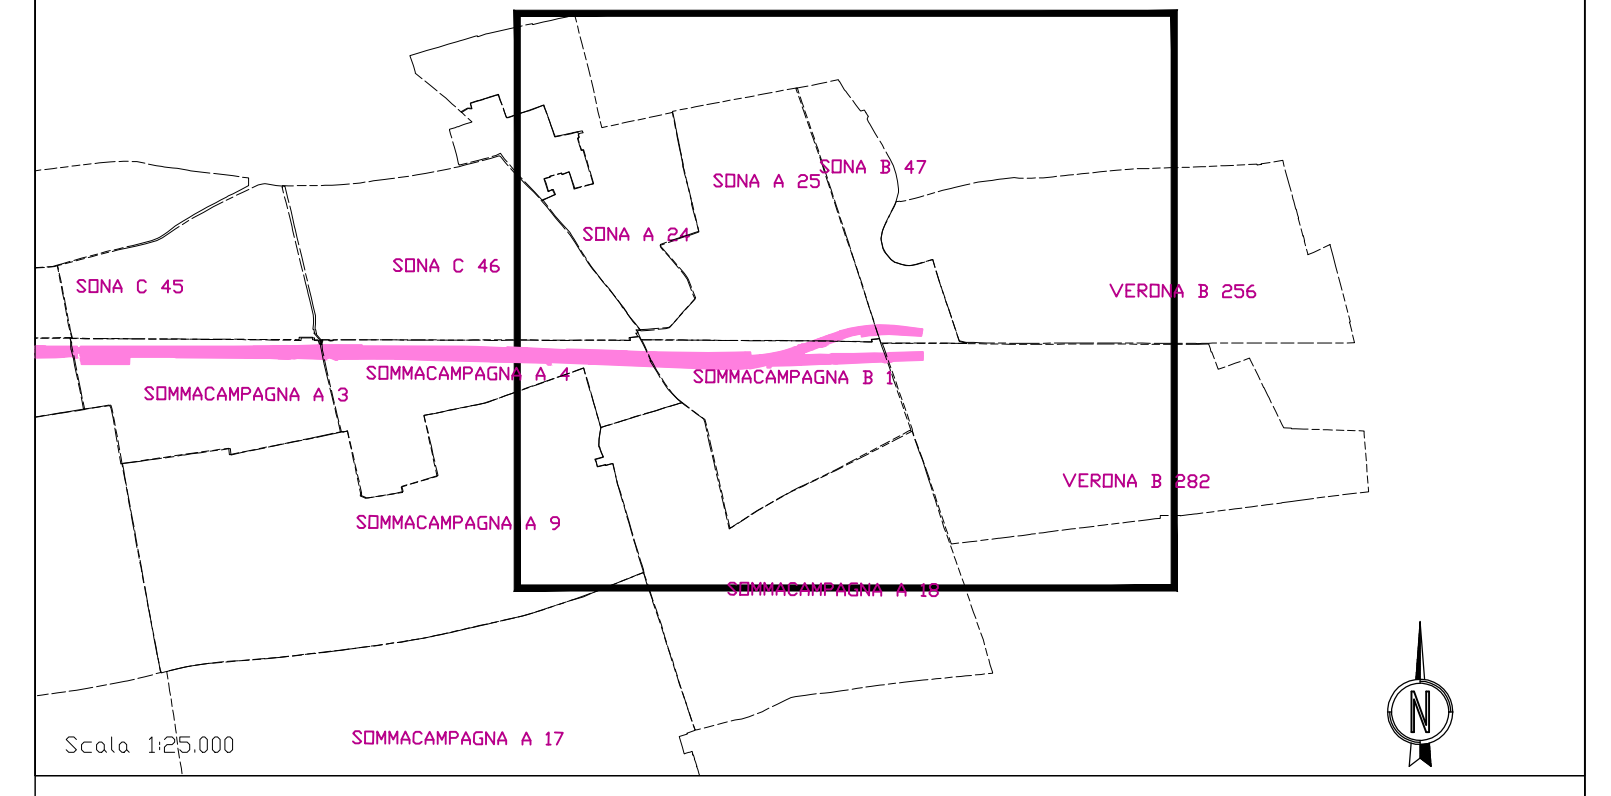 SONA B 47
SONA A 25
SONA A 24
SONA C 46
SONA C 45
VERONA B 256
SOMMACAMPAGNA A 4
SOMMACAMPAGNA B 1
SOMMACAMPAGNA A 3
VERONA B 282
SOMMACAMPAGNA A 9
SOMMACAMPAGNA A 18
N
SOMMACAMPAGNA A 17
Scala 1:25.000